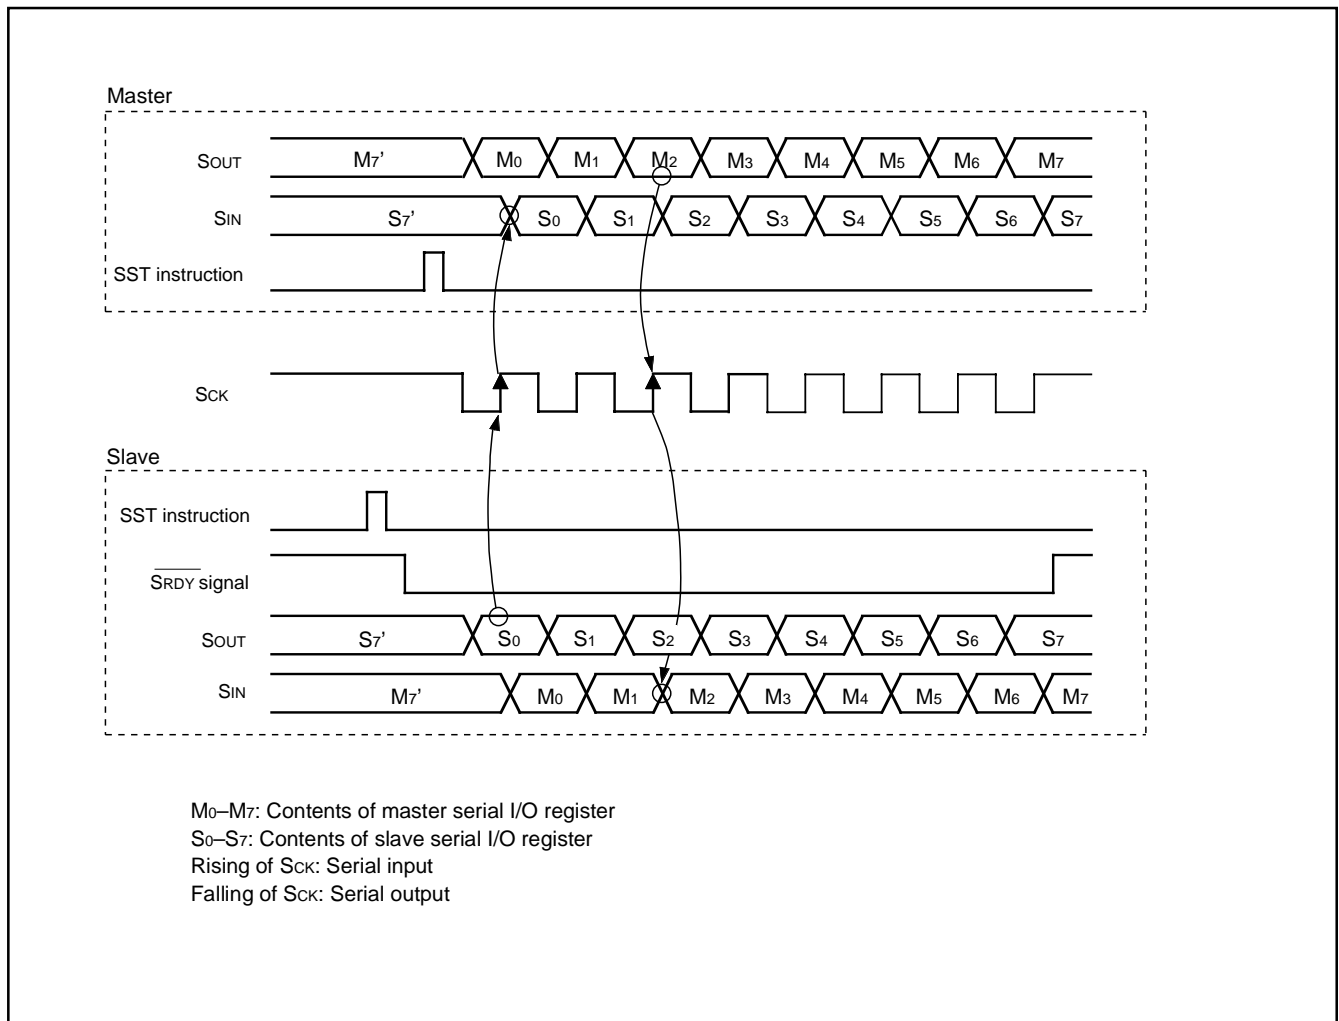 Master
SOUT M7’ M0 M1 M2 M3 M4 M5 M6 M7
SIN S7’ S0 S1 S2 S3 S4 S5 S6 S7
SST instruction
SCK
Slave
SST instruction
SRDY signal
SOUT S7’ S0 S1 S2 S3 S4 S5 S6 S7
SIN M7’ M0 M1 M2 M3 M4 M5 M6 M7
M0–M7: Contents of master serial I/O register
S0–S7: Contents of slave serial I/O register
Rising of SCK: Serial input
Falling of SCK: Serial output